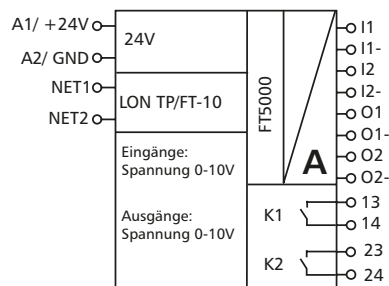 A1/ +24V
A2/ GND
NET1
NET2
24V
LON TP/FT-10
Eingänge:
Spannung 0-10V
Ausgänge:
Spannung 0-10V
FT5000
A
K1
K2
I1
I1-
I2
I2-
O1
O1-
O2
O2-
13
14
23
24